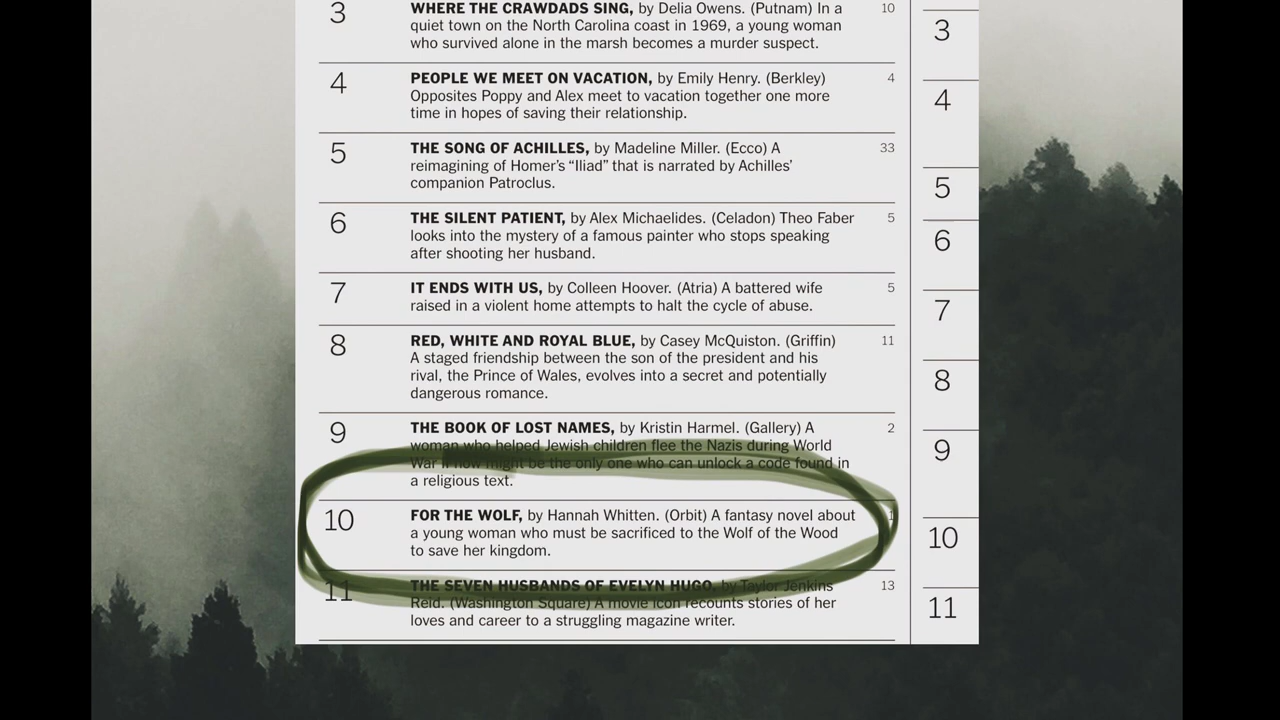 3
WHERE THE CRAWDADS SING, by Delia Owens. (Putnam) In a 10
quiet town on the North Carolina coast in 1969, a young woman
who survived alone in the marsh becomes a murder suspect.
4
PEOPLE WE MEET ON VACATION, by Emily Henry. (Berkley) 4
Opposites Poppy and Alex meet to vacation together one more
time in hopes of saving their relationship.
5
THE SONG OF ACHILLES, by Madeline Miller. (Ecco) A 33
reimagining of Homer’s “Iliad” that is narrated by Achilles’
companion Patroclus.
6
THE SILENT PATIENT, by Alex Michaelides. (Celadon) Theo Faber 5
looks into the mystery of a famous painter who stops speaking
after shooting her husband.
7
IT ENDS WITH US, by Colleen Hoover. (Atria) A battered wife 5
raised in a violent home attempts to halt the cycle of abuse.
8
RED, WHITE AND ROYAL BLUE, by Casey McQuiston. (Griffin) 11
A staged friendship between the son of the president and his
rival, the Prince of Wales, evolves into a secret and potentially
dangerous romance.
9
THE BOOK OF LOST NAMES, by Kristin Harmel. (Gallery) A 2
woman who helped Jewish children flee the Nazis during World
War II now might be the only one who can unlock a code found in
a religious text.
10
FOR THE WOLF, by Hannah Whitten. (Orbit) A fantasy novel about 1
a young woman who must be sacrificed to the Wolf of the Wood
to save her kingdom.
11
THE SEVEN HUSBANDS OF EVELYN HUGO, by Taylor Jenkins 13
Reid. (Washington Square) A movie icon recounts stories of her
loves and career to a struggling magazine writer.
3
4
5
6
7
8
9
10
11